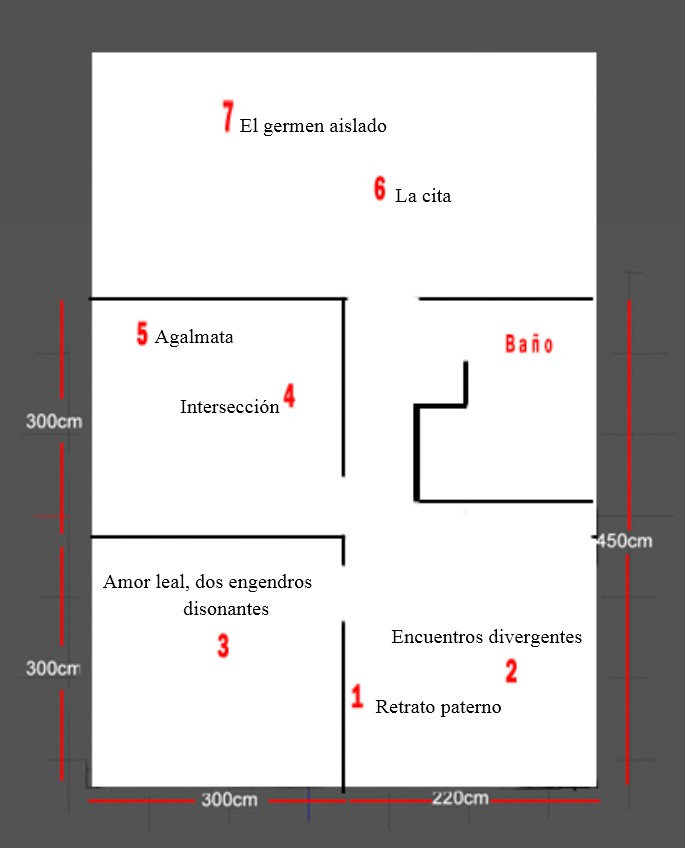 7 El germen aislado
6 La cita
5 Agalmata
Baño
Intersección 4
300cm
450cm
Amor leal, dos engendros
disonantes
3
Encuentros divergentes
2
300cm
1 Retrato paterno
300cm
220cm